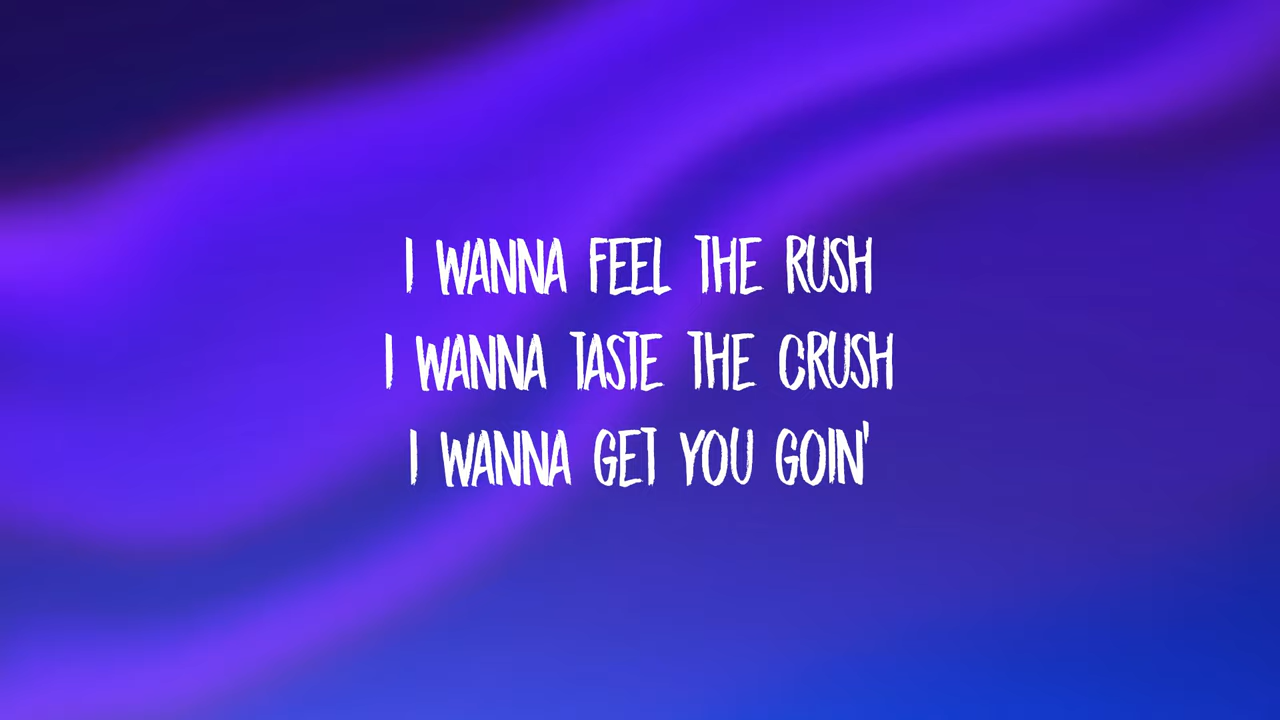 I WANNA FEEL THE RUSH
I WANNA TASTE THE CRUSH
I WANNA GET YOU GOIN'